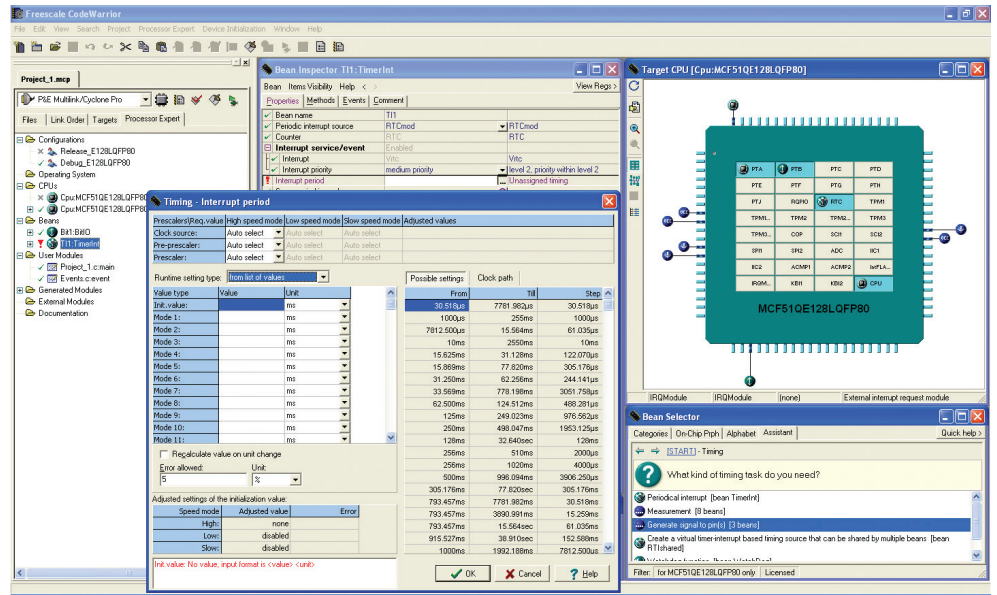 Freescale CodeWarrior
File Edit View Search Project Processor Expert Device Initialization Window Help
Project_1.mcp
P&E Multilink/Cyclone Pro
Files Link Order Targets Processor Expert
Configurations
Release_E128LQFP80
Debug_E128LQFP80
Operating System
CPUs
Cpu:MCF51QE128LQFP80
Cpu:MCF51QE128LQFP80
Beans
Bit1:BitIO
TI1:TimerInt
User Modules
Project_1.c:main
Events.c:event
Generated Modules
External Modules
Documentation
Bean Inspector TI1:TimerInt
Bean Items Visibility Help < > View Regs >
Properties Methods Events Comment
Bean name TI1
Periodic interrupt source RTCmod RTCmod
Counter RTC RTC
Interrupt service/event Enabled
Interrupt Vrtc Vrtc
Interrupt priority medium priority level 2, priority within level 2
Interrupt period ... Unassigned timing
Timing - Interrupt period
Prescalers\Req.value High speed mode Low speed mode Slow speed mode Adjusted values
Clock source: Auto select Auto select Auto select
Pre-prescaler: Auto select Auto select Auto select
Prescaler: Auto select Auto select Auto select
Runtime setting type: from list of values
Value type Value Unit
Init.value: ms
Mode 1: ms
Mode 2: ms
Mode 3: ms
Mode 4: ms
Mode 5: ms
Mode 6: ms
Mode 7: ms
Mode 8: ms
Mode 9: ms
Mode 10: ms
Mode 11: ms
Recalculate value on unit change
Error allowed: Unit:
5 %
Adjusted settings of the initialization value:
Speed mode Adjusted value Error
High: none
Low: disabled
Slow: disabled
Init value: No value, input format is <value> <unit>
Possible settings Clock path
From Till Step
30.518µs 7781.982µs 30.518µs
1000µs 255ms 1000µs
7812.500µs 15.564ms 61.035µs
10ms 2550ms 10ms
15.625ms 31.128ms 122.070µs
15.869ms 77.820ms 305.176µs
31.250ms 62.256ms 244.141µs
33.569ms 778.198ms 3051.758µs
62.500ms 124.512ms 488.281µs
125ms 249.023ms 976.562µs
250ms 498.047ms 1953.125µs
128ms 32.640sec 128ms
256ms 510ms 2000µs
256ms 1020ms 4000µs
500ms 996.094ms 3906.250µs
305.176ms 77.820sec 305.176ms
793.457ms 7781.982ms 30.518ms
793.457ms 3890.991ms 15.259ms
793.457ms 15.564sec 61.035ms
915.527ms 38.910sec 152.588ms
1000ms 1992.188ms 7812.500µs
OK Cancel Help
Target CPU [Cpu:MCF51QE128LQFP80]
PTA PTB PTC PTD
PTE PTF PTG PTH
PTJ RGPIO RTC TPM1
TPM1.. TPM2 TPM2... TPM3
TPM3... COP SCI1 SCI2
SPI1 SPI2 ADC IIC1
IIC2 ACMP1 ACMP2 IntFLA...
IRQM... KBI1 KBI2 CPU
MCF51QE128LQFP80
IRQModule IRQModule (none) External interrupt request module
Bean Selector
Categories On-Chip Prph Alphabet Assistant Quick help >
[START] - Timing
What kind of timing task do you need?
Periodical interrupt [bean TimerInt]
Measurement [8 beans]
Generate signal to pin(s) [3 beans]
Create a virtual timer-interrupt based timing source that can be shared by multiple beans [bean
RTIshared]
Filter: for MCF51QE128LQFP80 only Licensed